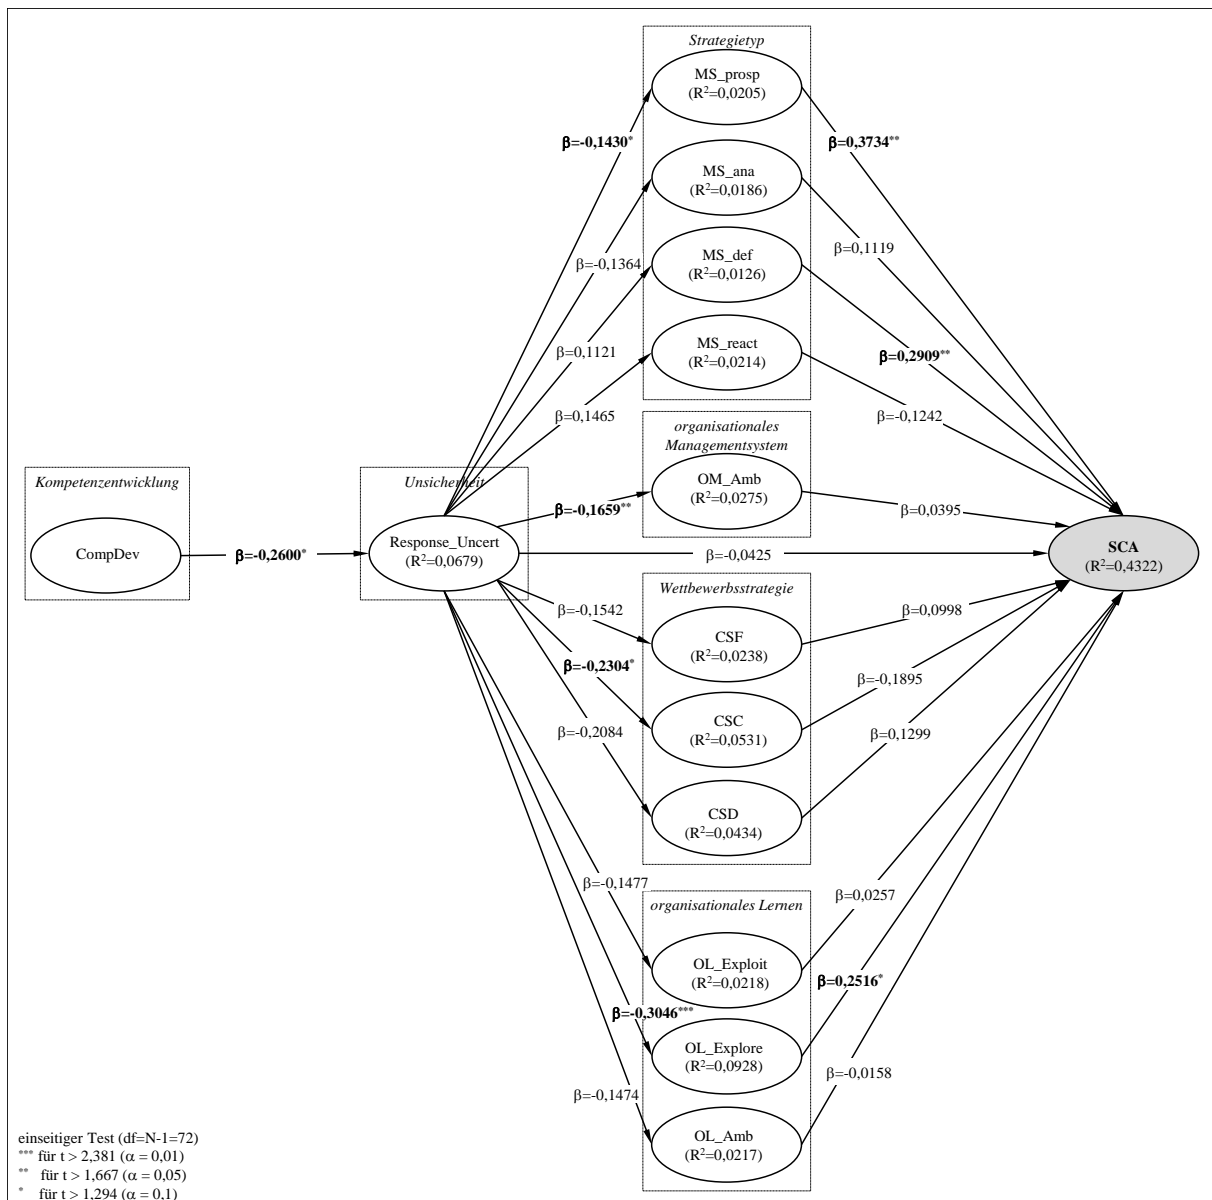 Strategietyp
MS_prosp
(R²=0,0205)
β=-0,1430*
β=0,3734**
MS_ana
(R²=0,0186)
β=-0,1364
β=0,1119
MS_def
(R²=0,0126)
β=0,1121
β=0,2909**
MS_react
(R²=0,0214)
β=0,1465
β=-0,1242
organisationales
Managementsystem
OM_Amb
(R²=0,0275)
β=-0,1659**
β=0,0395
Kompetenzentwicklung
CompDev
β=-0,2600*
Unsicherheit
Response_Uncert
(R²=0,0679)
β=-0,0425
SCA
(R²=0,4322)
Wettbewerbsstrategie
β=-0,1542
CSF
(R²=0,0238)
β=0,0998
β=-0,2304*
CSC
(R²=0,0531)
β=-0,1895
β=-0,2084
CSD
(R²=0,0434)
β=0,1299
organisationales Lernen
β=-0,1477
OL_Exploit
(R²=0,0218)
β=0,0257
β=-0,3046***
OL_Explore
(R²=0,0928)
β=0,2516*
β=-0,1474
OL_Amb
(R²=0,0217)
β=-0,0158
einseitiger Test (df=N-1=72)
*** für t > 2,381 (α = 0,01)
** für t > 1,667 (α = 0,05)
* für t > 1,294 (α = 0,1)